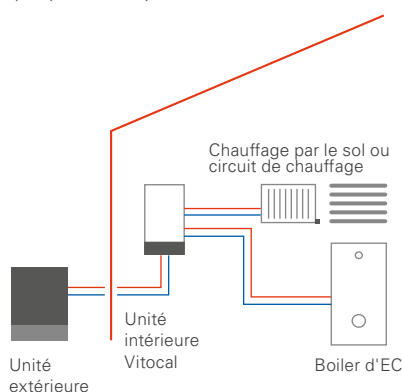 Chauffage par le sol ou
circuit de chauffage
Unité
intérieure
Vitocal
Unité
extérieure
Boiler d'EC